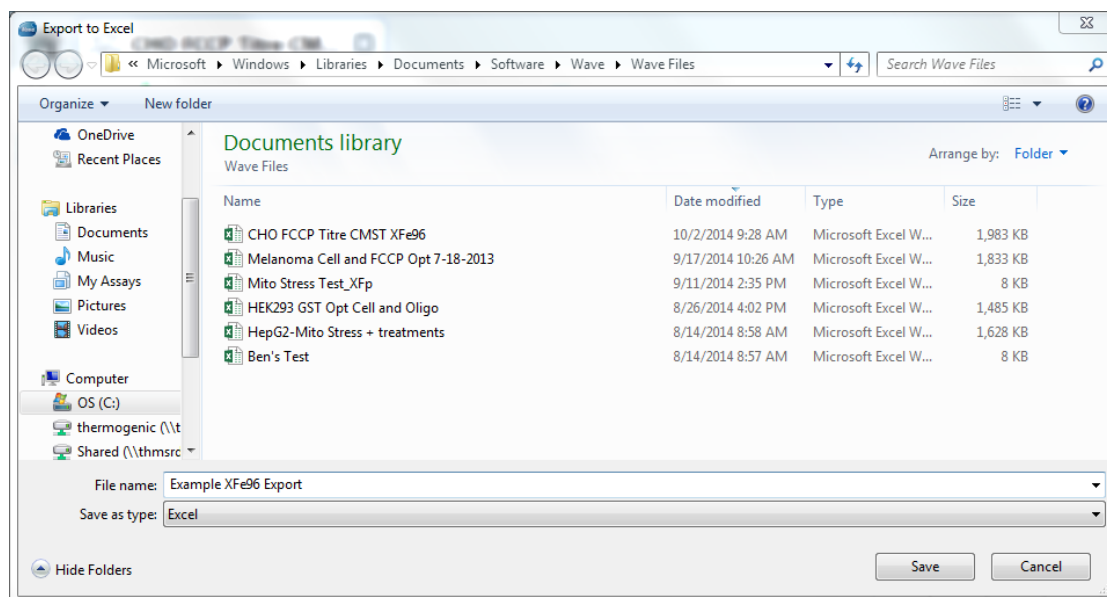 Export to Excel
« Microsoft ▸ Windows ▸ Libraries ▸ Documents ▸ Software ▸ Wave ▸ Wave Files
Search Wave Files
Organize
New folder
OneDrive
Recent Places
Libraries
Documents
Music
My Assays
Pictures
Videos
Computer
OS (C:)
thermogenic (\\t
Shared (\\thmsrc
Documents library
Wave Files
Arrange by: Folder
Name Date modified Type Size
CHO FCCP Titre CMST XFe96 10/2/2014 9:28 AM Microsoft Excel W... 1,983 KB
Melanoma Cell and FCCP Opt 7-18-2013 9/17/2014 10:26 AM Microsoft Excel W... 1,833 KB
Mito Stress Test_XFp 9/11/2014 2:35 PM Microsoft Excel W... 8 KB
HEK293 GST Opt Cell and Oligo 8/26/2014 4:02 PM Microsoft Excel W... 1,485 KB
HepG2-Mito Stress + treatments 8/14/2014 8:58 AM Microsoft Excel W... 1,628 KB
Ben's Test 8/14/2014 8:57 AM Microsoft Excel W... 8 KB
File name: Example XFe96 Export
Save as type: Excel
Hide Folders
Save
Cancel